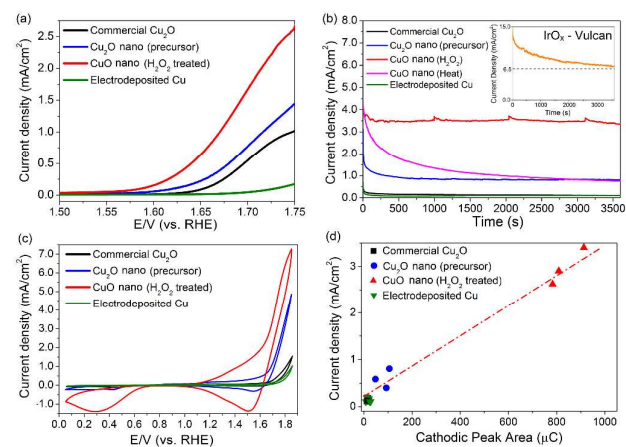 (a)
Commercial Cu2O
Cu2O nano (precursor)
CuO nano (H2O2 treated)
Electrodeposited Cu
Current density (mA/cm²)
2.5
2.0
1.5
1.0
0.5
0.0
1.50 1.55 1.60 1.65 1.70 1.75
E/V (vs. RHE)
(b)
Commercial Cu2O
Cu2O nano (precursor)
CuO nano (H2O2)
CuO nano (Heat)
Electrodeposited Cu
Current density (mA/cm²)
8.0
7.0
6.0
5.0
4.0
3.0
2.0
1.0
0.0
0 500 1000 1500 2000 2500 3000 3500
Time (s)
IrOx - Vulcan
Current Density (mA/cm²)
15.0
6.5
0 1000 2000 3000
Time (s)
(c)
Commercial Cu2O
Cu2O nano (precursor)
CuO nano (H2O2 treated)
Electrodeposited Cu
Current density (mA/cm²)
7.0
6.0
5.0
4.0
3.0
2.0
1.0
0.0
-1.0
0.0 0.2 0.4 0.6 0.8 1.0 1.2 1.4 1.6 1.8
E/V (vs. RHE)
(d)
Commercial Cu2O
Cu2O nano (precursor)
CuO nano (H2O2 treated)
Electrodeposited Cu
Current density (mA/cm²)
3
2
1
0
0 200 400 600 800 1000
Cathodic Peak Area (μC)